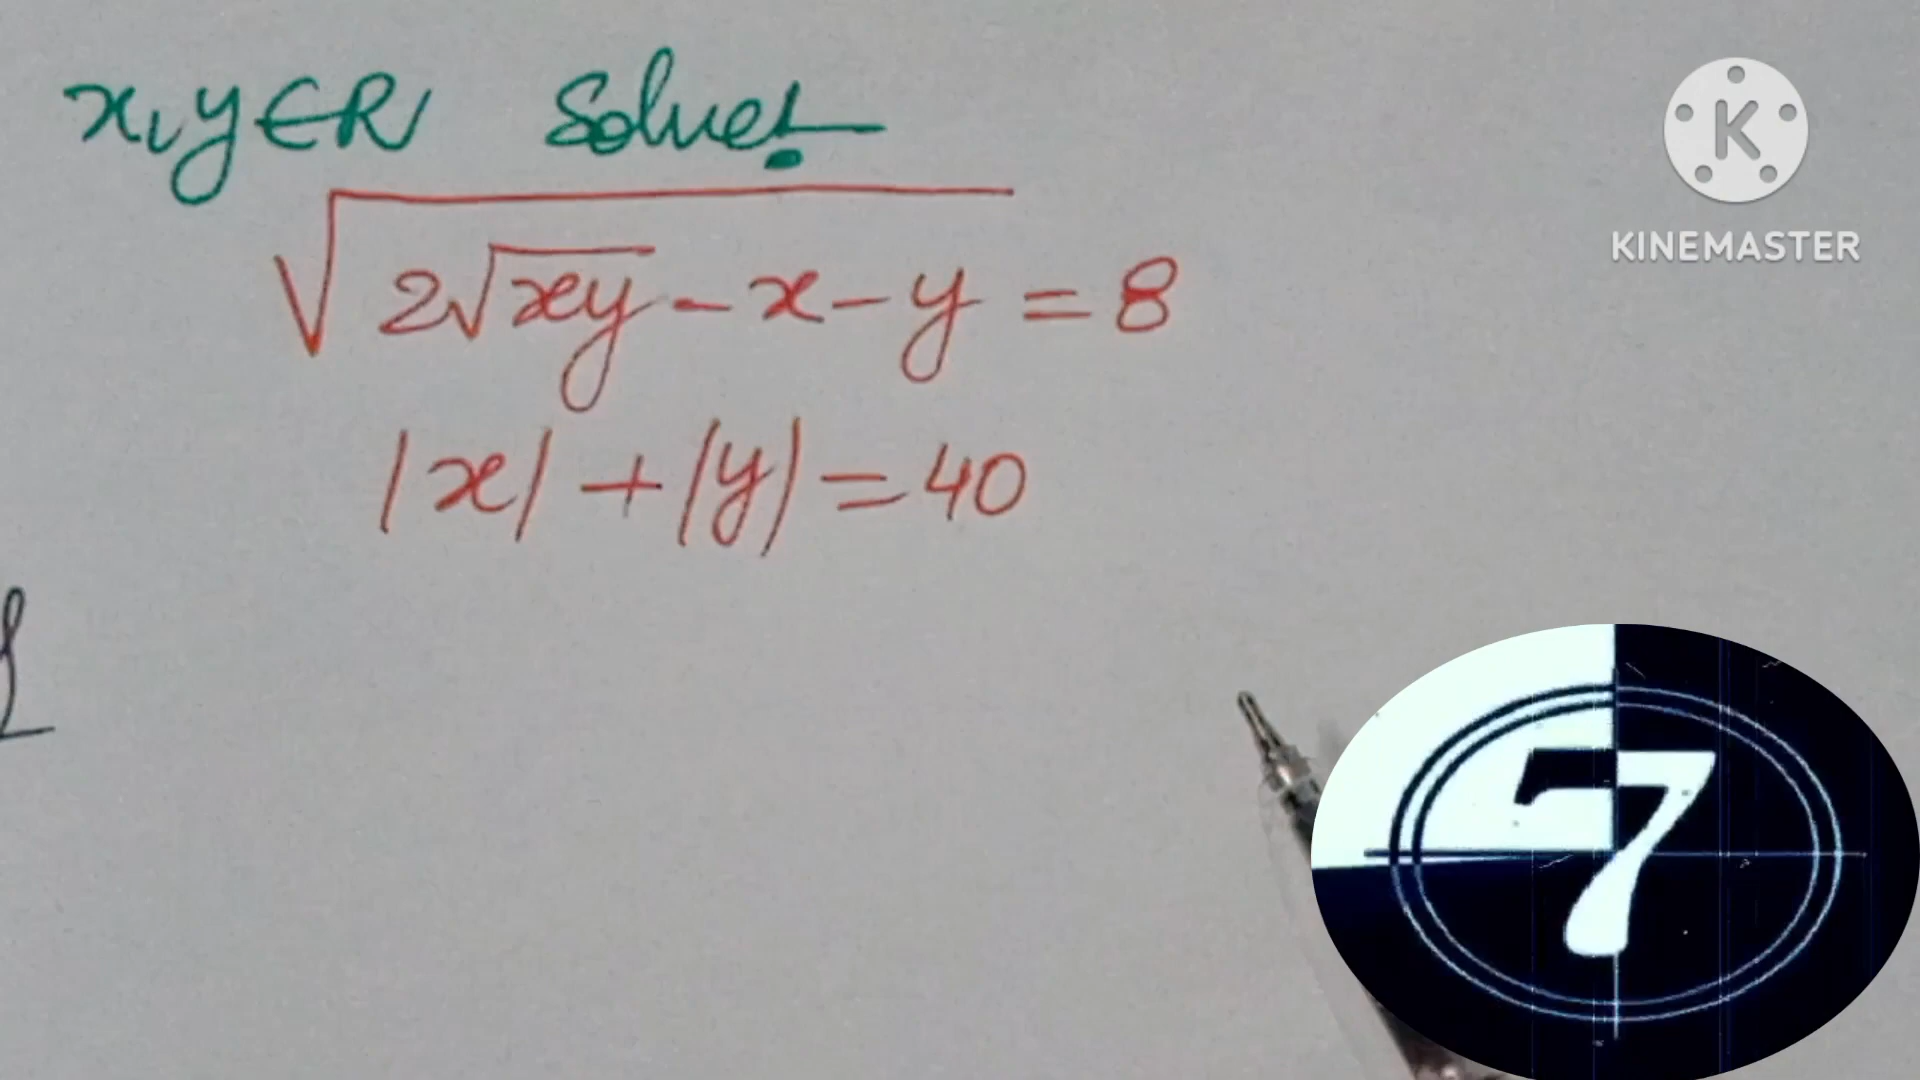 x, y ∈ R Solve!
√(2√(xy) - x - y) = 8
|x| + |y| = 40
K
KINEMASTER
7